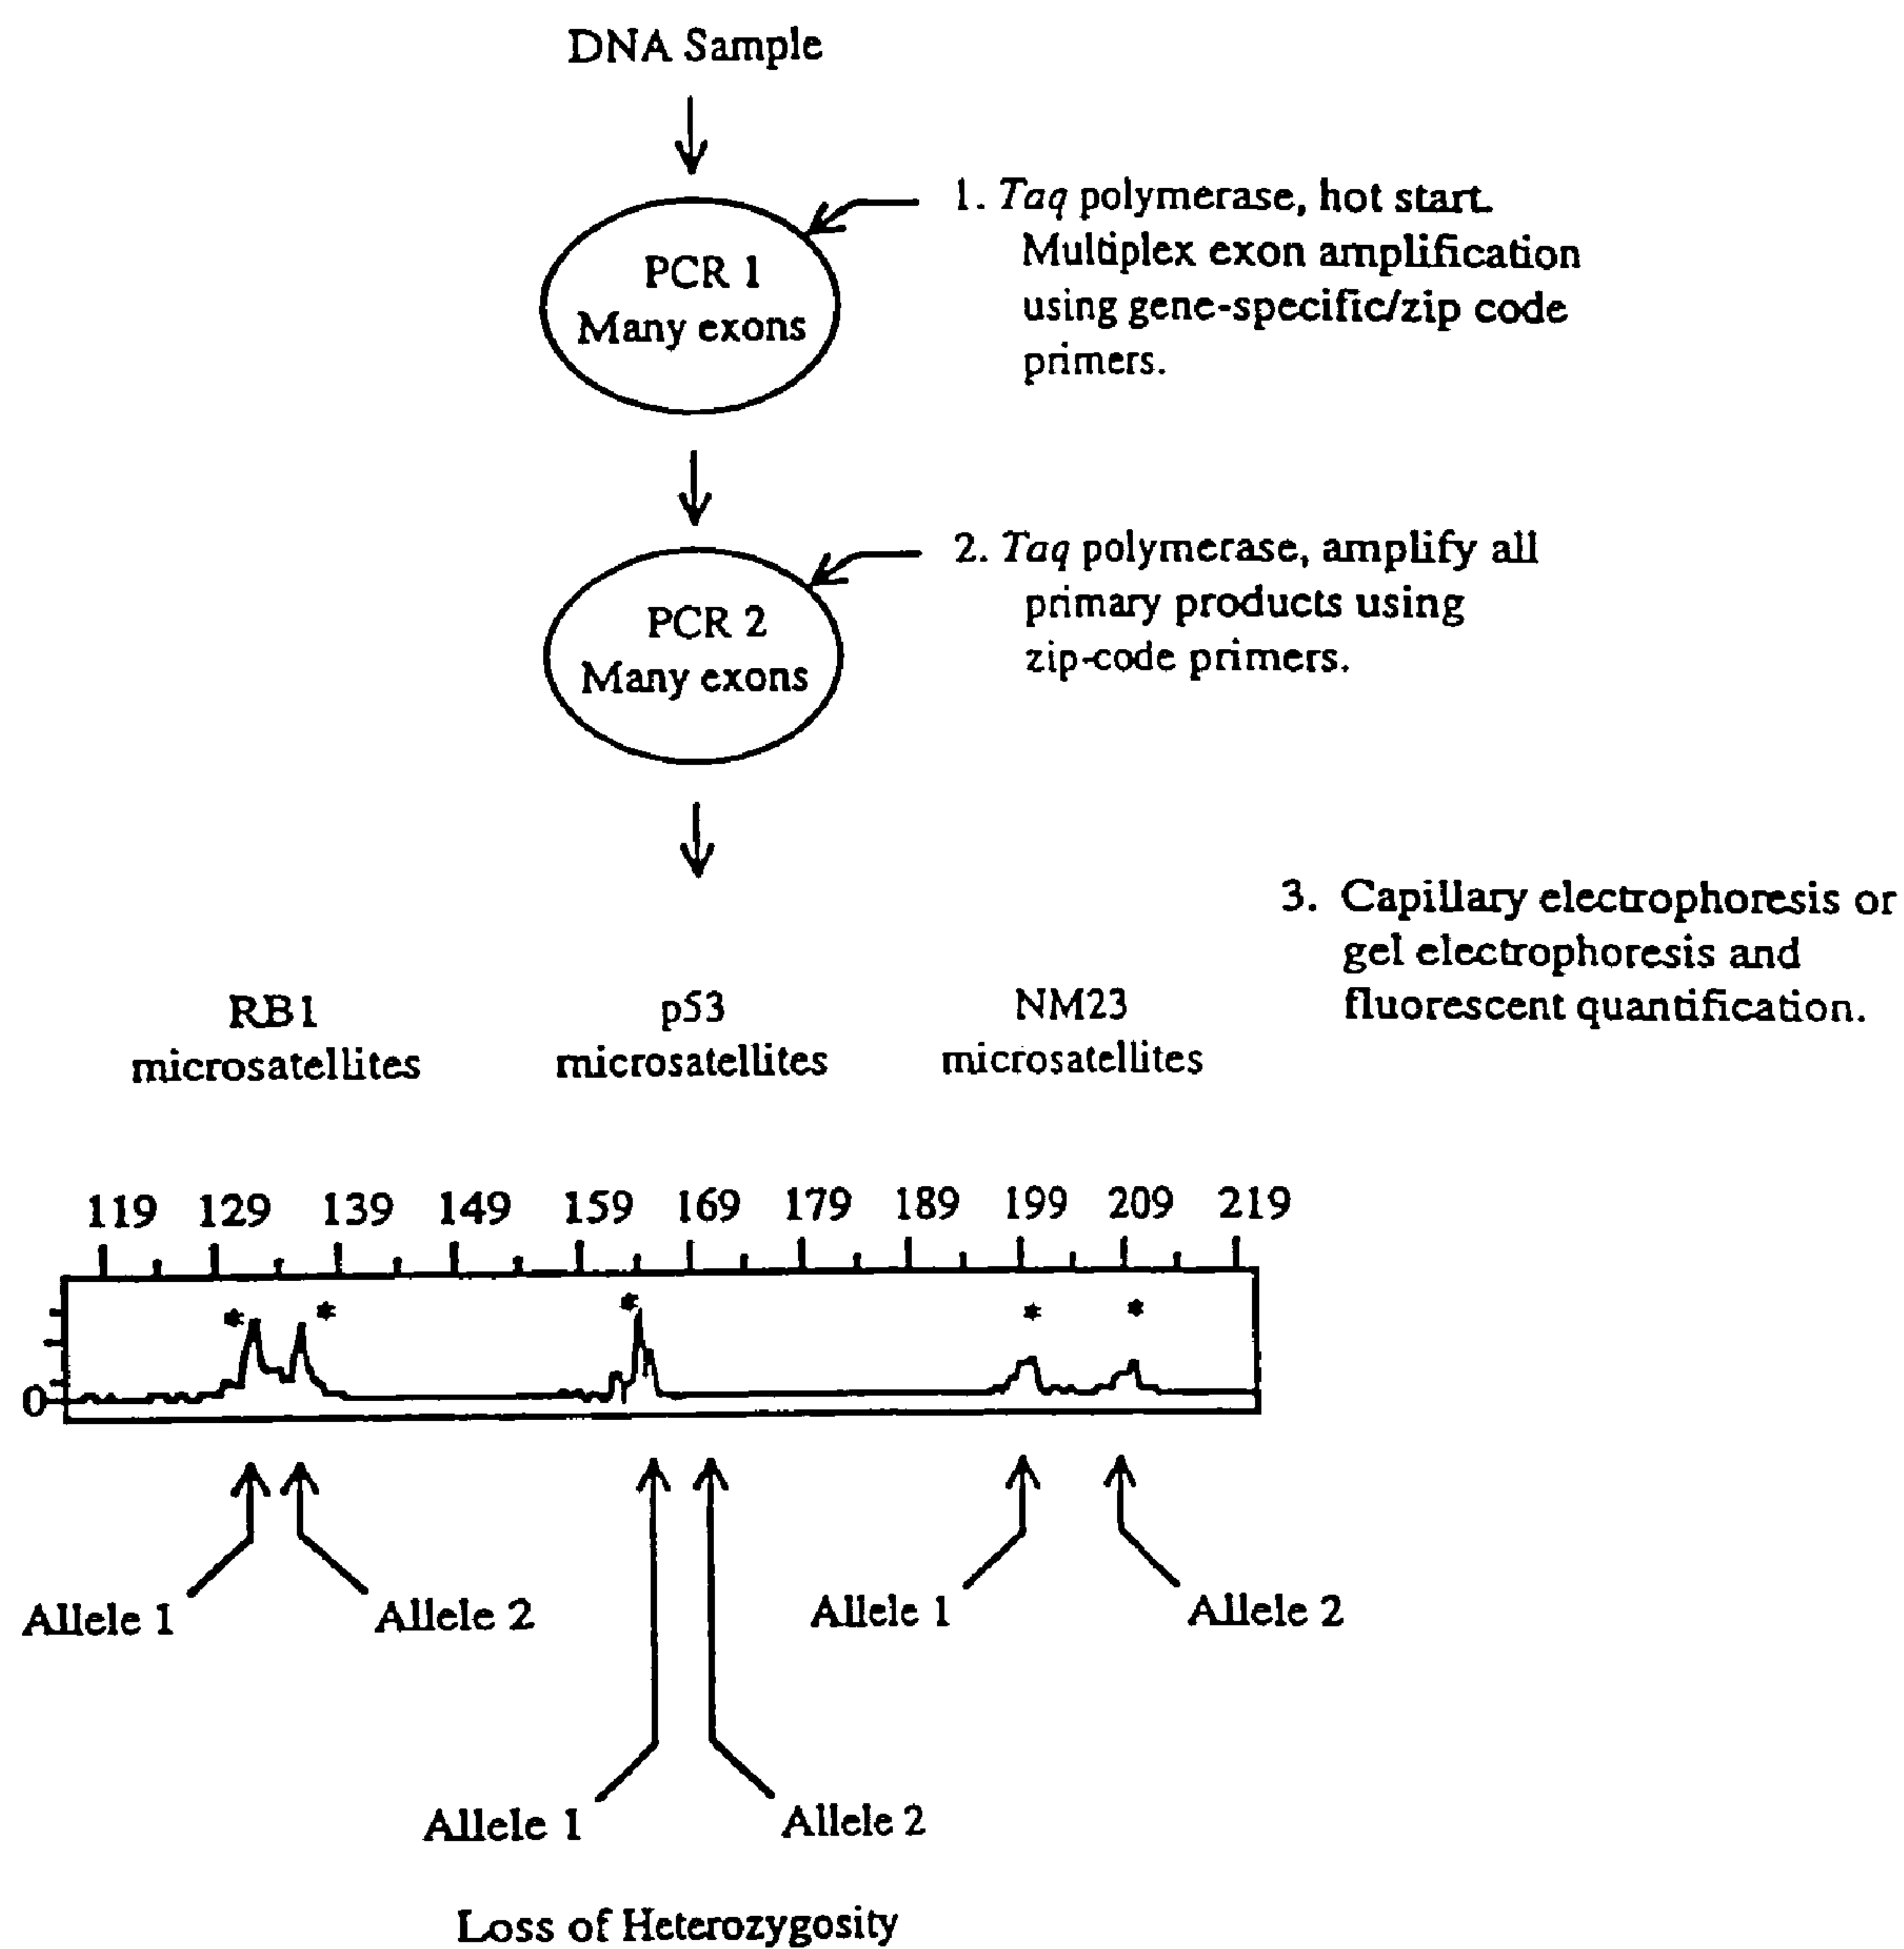 DNA Sample
1. Taq polymerase, hot start.
Multiplex exon amplification
using gene-specific/zip code
primers.
PCR 1
Many exons
2. Taq polymerase, amplify all
primary products using
zip-code primers.
PCR 2
Many exons
3. Capillary electrophoresis or
gel electrophoresis and
fluorescent quantification.
RB1
microsatellites
p53
microsatellites
NM23
microsatellites
119 129 139 149 159 169 179 189 199 209 219
* * * * *
0
Allele 1 Allele 2 Allele 1 Allele 2
Allele 1 Allele 2
Loss of Heterozygosity